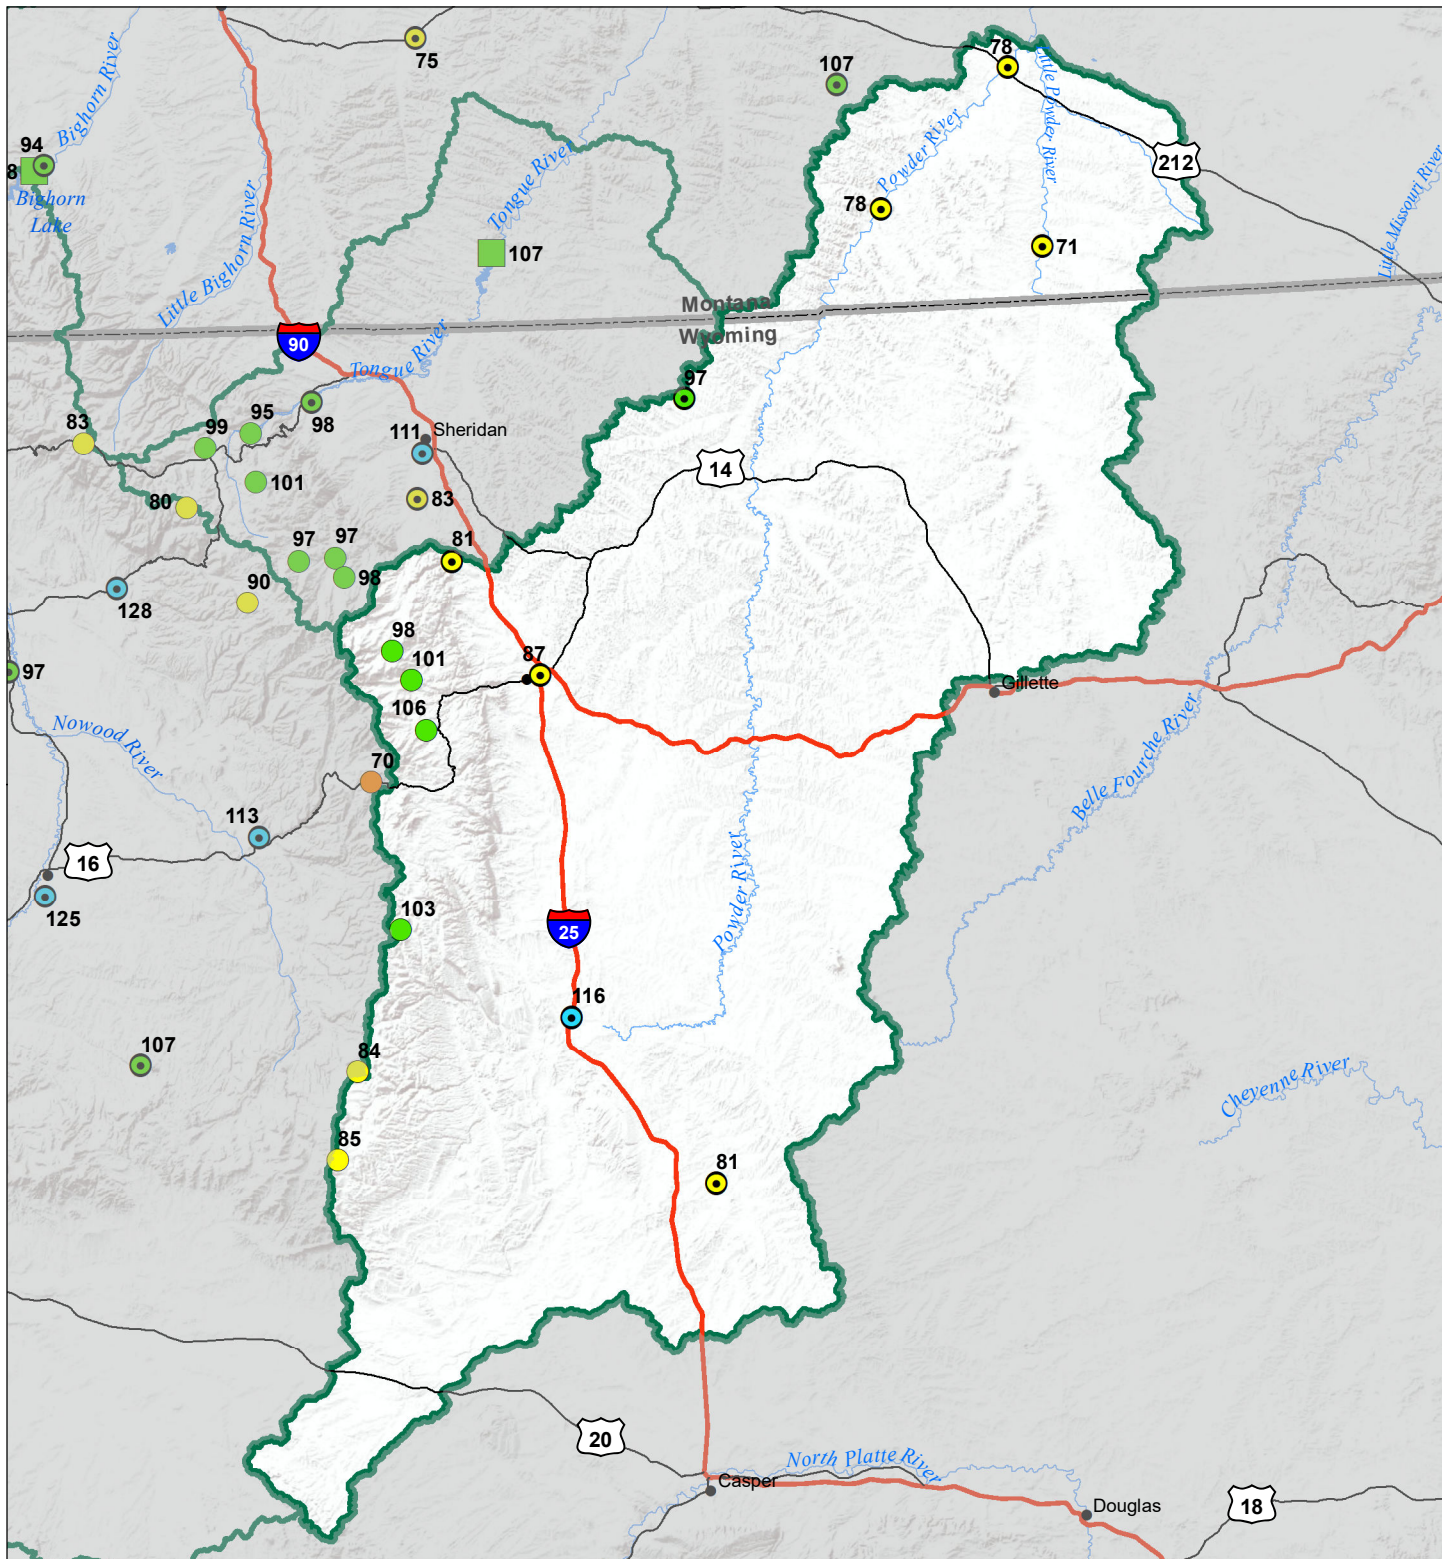 75
78
107
Bighorn River
Little Powder River
94
8
Bighorn
Lake
Tongue River
Powder River
212
Little Missouri River
78
71
Little Bighorn River
107
Montana
Wyoming
90
Tongue River
97
83
99
95
98
111
Sheridan
14
101
83
80
97
97
81
98
90
128
98
101
87
97
Gillette
106
Nowood River
70
Belle Fourche River
113
16
Powder River
125
103
25
116
107
84
Cheyenne River
85
81
20
North Platte River
Casper
Douglas
18